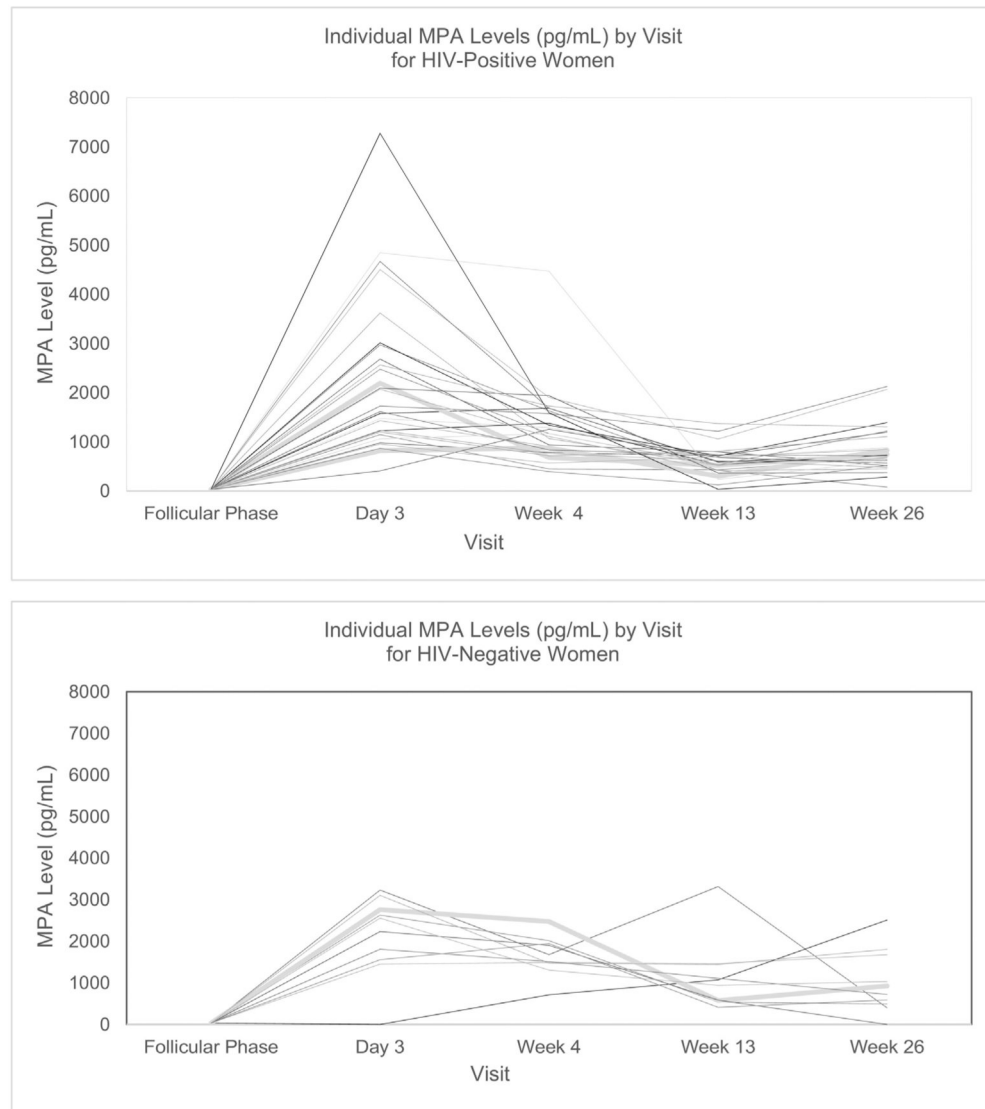 Individual MPA Levels (pg/mL) by Visit
for HIV-Positive Women
8000
7000
6000
5000
4000
3000
2000
1000
0
MPA Level (pg/mL)
Follicular Phase Day 3 Week 4 Week 13 Week 26
Visit
Individual MPA Levels (pg/mL) by Visit
for HIV-Negative Women
8000
7000
6000
5000
4000
3000
2000
1000
0
MPA Level (pg/mL)
Follicular Phase Day 3 Week 4 Week 13 Week 26
Visit